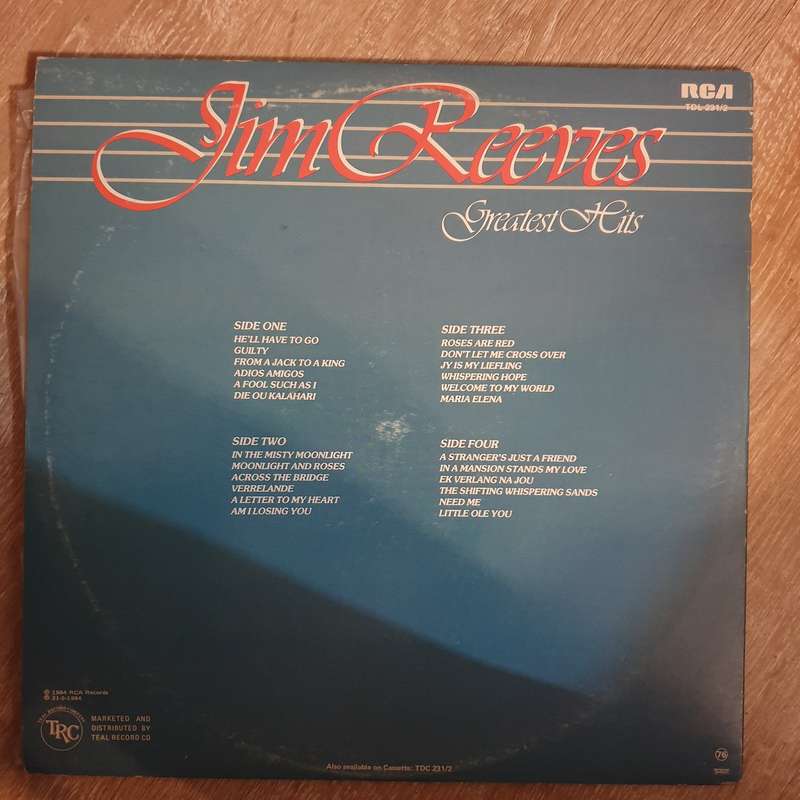 RCA
TDL 231/2
Jim Reeves
Greatest Hits
SIDE ONE
HE'LL HAVE TO GO
GUILTY
FROM A JACK TO A KING
ADIOS AMIGOS
A FOOL SUCH AS I
DIE OU KALAHARI
SIDE TWO
IN THE MISTY MOONLIGHT
MOONLIGHT AND ROSES
ACROSS THE BRIDGE
VERRELANDE
A LETTER TO MY HEART
AM I LOSING YOU
SIDE THREE
ROSES ARE RED
DON'T LET ME CROSS OVER
JY IS MY LIEFLING
WHISPERING HOPE
WELCOME TO MY WORLD
MARIA ELENA
SIDE FOUR
A STRANGER'S JUST A FRIEND
IN A MANSION STANDS MY LOVE
EK VERLANG NA JOU
THE SHIFTING WHISPERING SANDS
NEED ME
LITTLE OLE YOU
℗ 1984 RCA Records
TRC
MARKETED AND
DISTRIBUTED BY
TEAL RECORD CO
Also available on Cassette: TDC 231/2
76